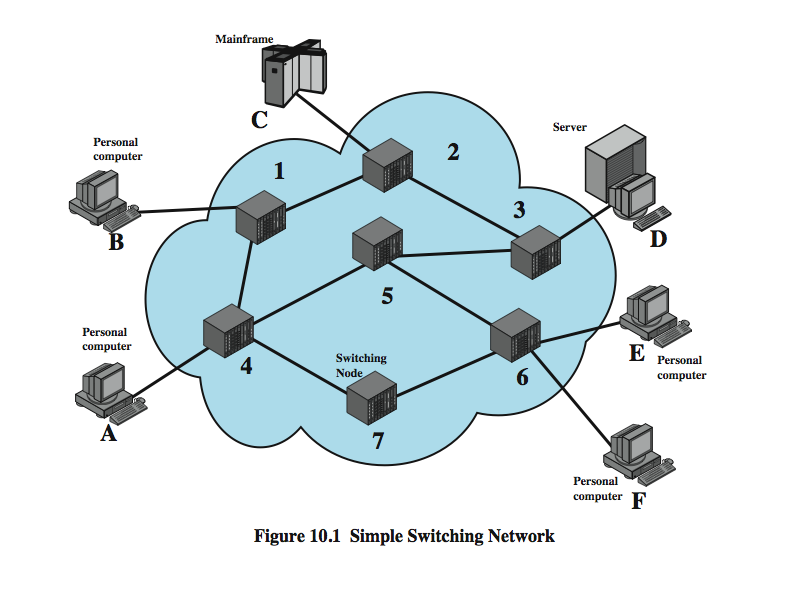 Mainframe
C
2
Server
Personal
computer
1
B
3
D
5
Personal
computer
4
Switching
Node
E
Personal
computer
6
A
7
Personal
computer
F
Figure 10.1 Simple Switching Network